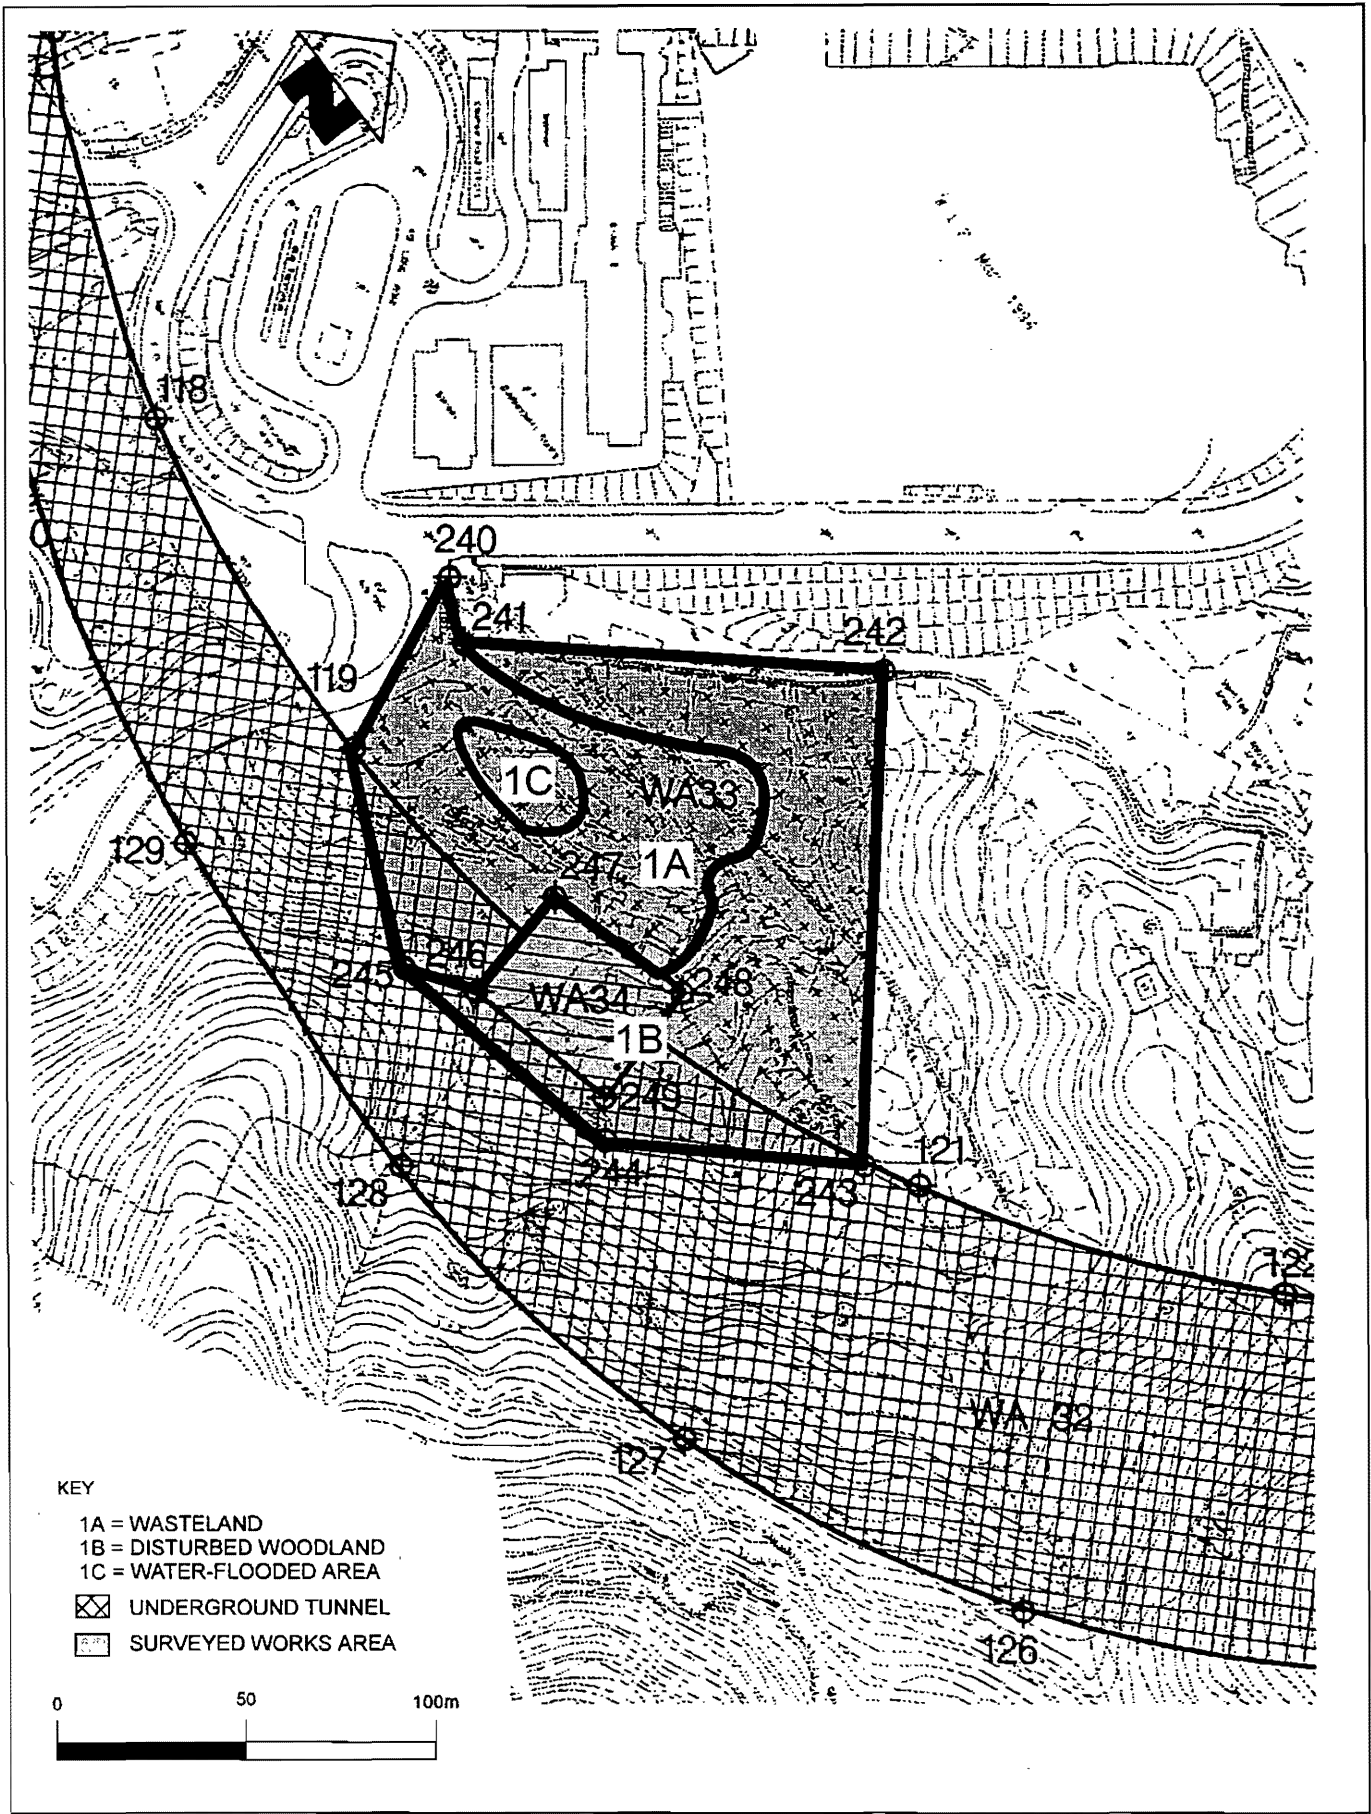 N
118
240
241
242
119
1C
WA33
129
247
1A
246
245
248
WA34
1B
249
121
128
244
243
122
WA 32
127
126
KEY
1A = WASTELAND
1B = DISTURBED WOODLAND
1C = WATER-FLOODED AREA
UNDERGROUND TUNNEL
SURVEYED WORKS AREA
0 50 100m